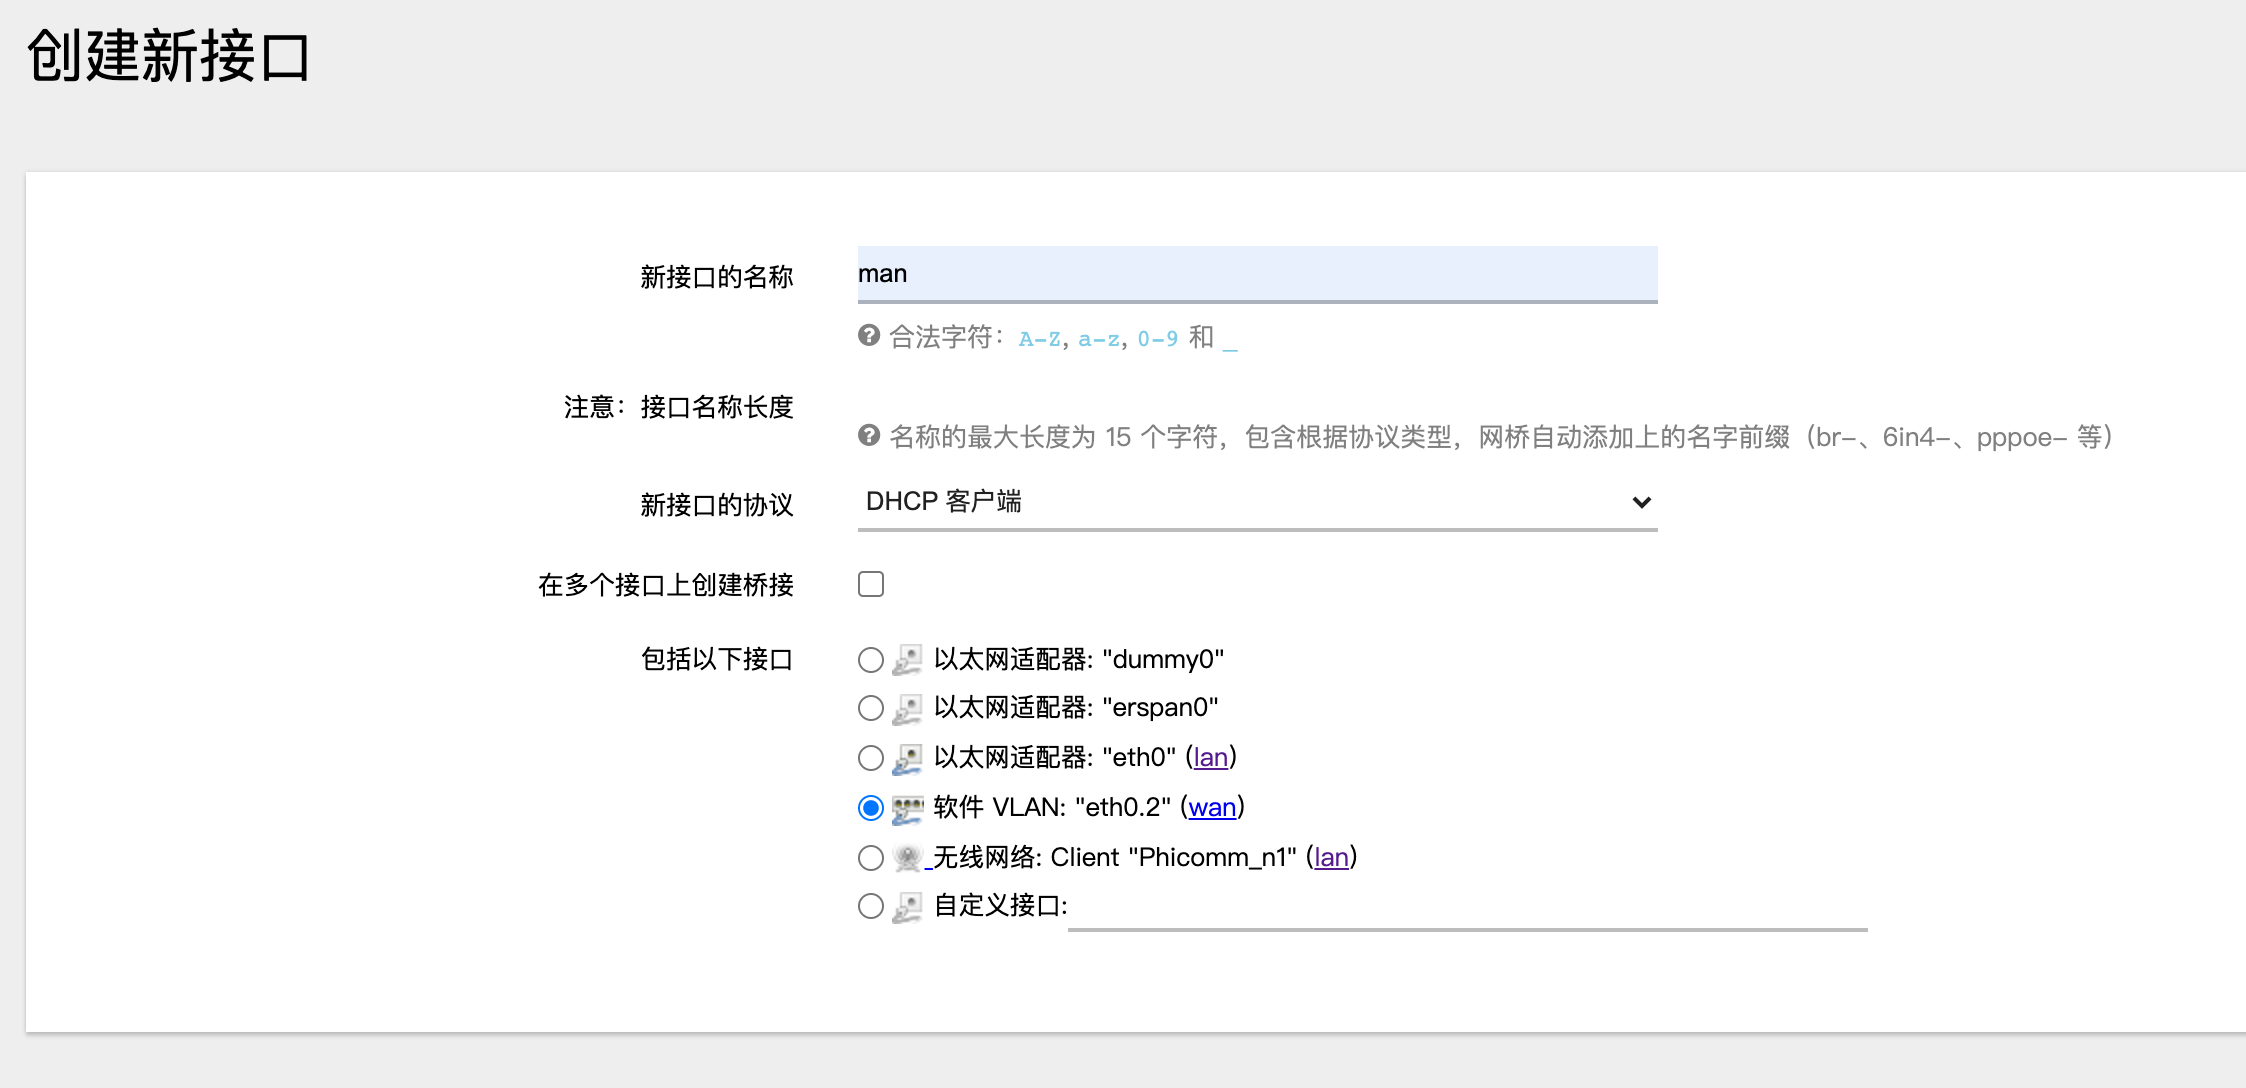 创建新接口
新接口的名称 man
合法字符：A-Z, a-z, 0-9 和 _
注意：接口名称长度
名称的最大长度为 15 个字符，包含根据协议类型，网桥自动添加上的名字前缀（br-、6in4-、pppoe- 等）
新接口的协议 DHCP 客户端
在多个接口上创建桥接
包括以下接口 以太网适配器: "dummy0"
以太网适配器: "erspan0"
以太网适配器: "eth0" (lan)
软件 VLAN: "eth0.2" (wan)
无线网络: Client "Phicomm_n1" (lan)
自定义接口: